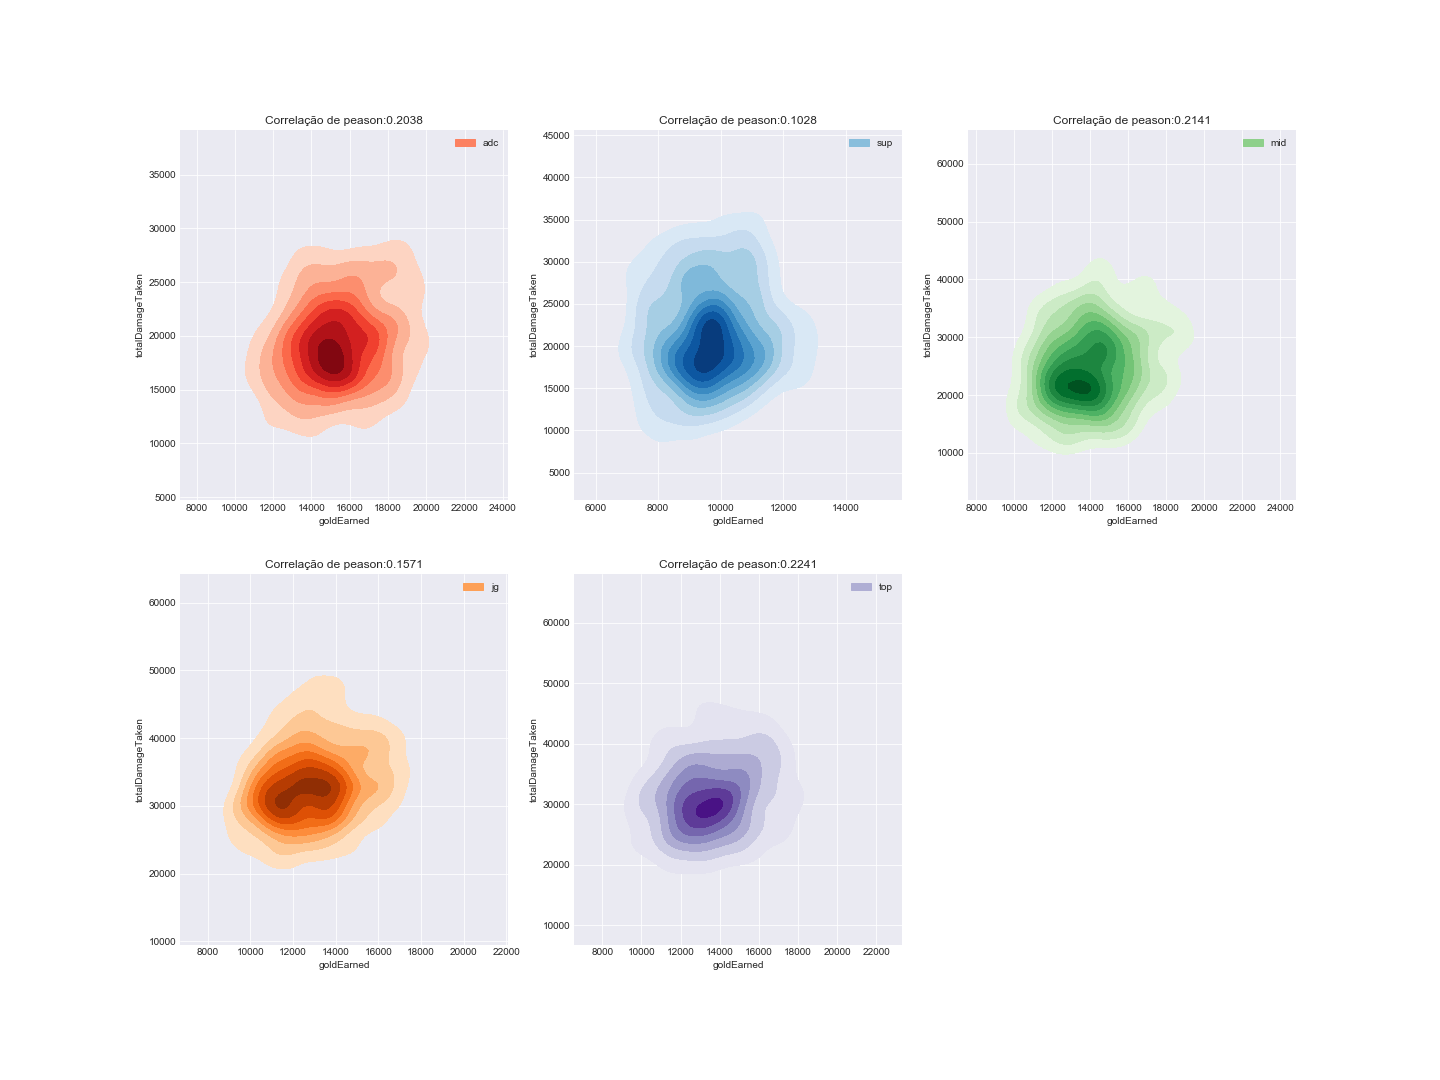 Correlação de peason:0.2038
adc
35000
30000
25000
20000
15000
10000
5000
totalDamageTaken
8000 10000 12000 14000 16000 18000 20000 22000 24000
goldEarned
Correlação de peason:0.1028
sup
45000
40000
35000
30000
25000
20000
15000
10000
5000
totalDamageTaken
6000 8000 10000 12000 14000
goldEarned
Correlação de peason:0.2141
mid
60000
50000
40000
30000
20000
10000
totalDamageTaken
8000 10000 12000 14000 16000 18000 20000 22000 24000
goldEarned
Correlação de peason:0.1571
jg
60000
50000
40000
30000
20000
10000
totalDamageTaken
8000 10000 12000 14000 16000 18000 20000 22000
goldEarned
Correlação de peason:0.2241
top
60000
50000
40000
30000
20000
10000
totalDamageTaken
8000 10000 12000 14000 16000 18000 20000 22000
goldEarned